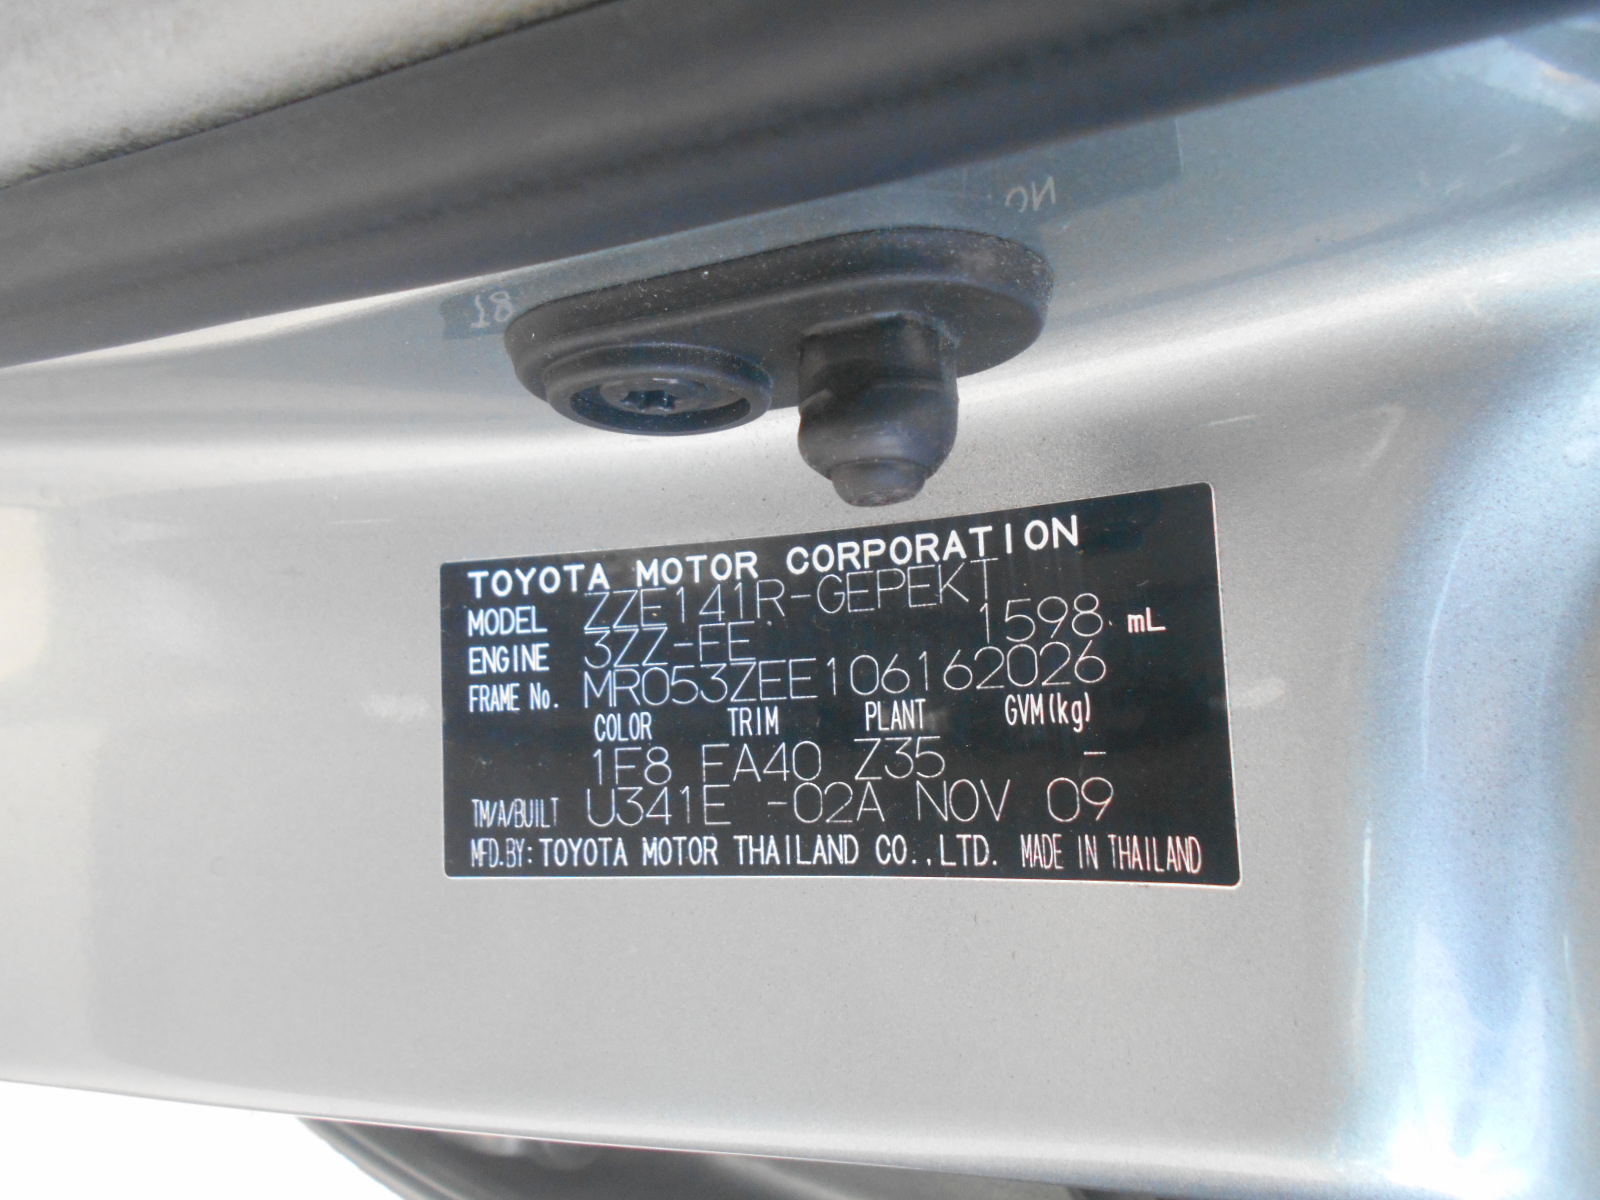 NO.
TOYOTA MOTOR CORPORATION
MODEL ZZE141R-GEPEKT
ENGINE 3ZZ-FE 1598 mL
FRAME No. MR053ZEE106162026
COLOR TRIM PLANT GVM(kg)
1F8 FA40 Z35 -
TM/A/BUILT U341E -02A NOV 09
MFD.BY: TOYOTA MOTOR THAILAND CO.,LTD. MADE IN THAILAND